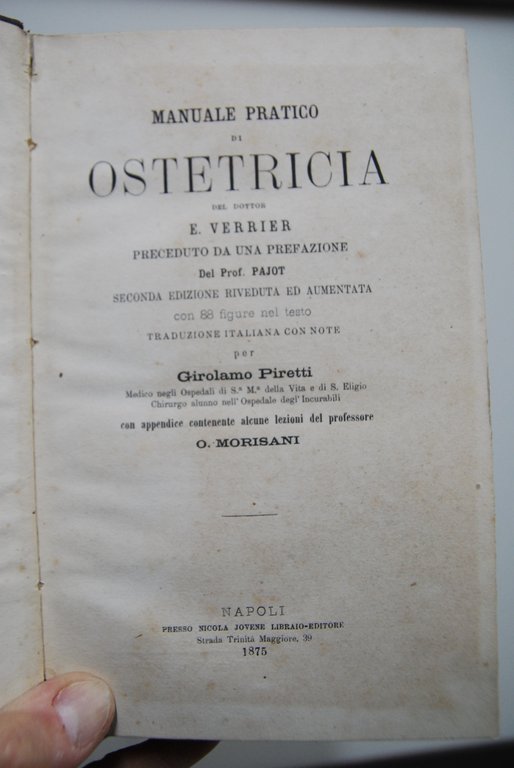 MANUALE PRATICO
DI
OSTETRICIA
DEL DOTTOR
E. VERRIER
PRECEDUTO DA UNA PREFAZIONE
Del Prof. PAJOT
SECONDA EDIZIONE RIVEDUTA ED AUMENTATA
con 88 figure nel testo
TRADUZIONE ITALIANA CON NOTE
per
Girolamo Piretti
Medico negli Ospedali di S.ª M.ª della Vita e di S. Eligio
Chirurgo alunno nell' Ospedale degl' Incurabili
con appendice contenente alcune lezioni del professore
O. MORISANI
NAPOLI
PRESSO NICOLA JOVENE LIBRAIO-EDITORE
Strada Trinità Maggiore, 39
1875